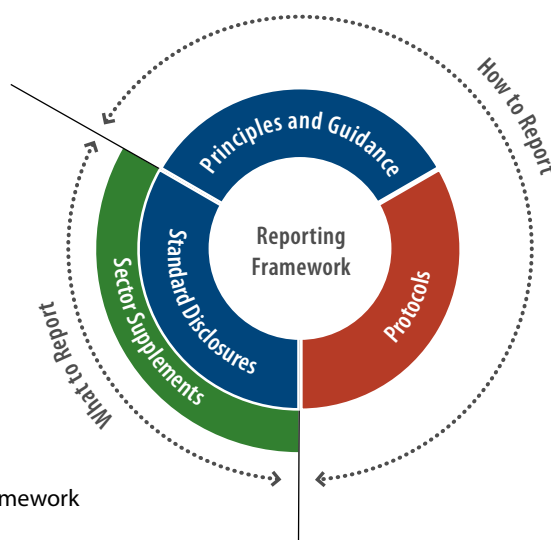 How to Report
Principles and Guidance
Reporting
Framework
Standard Disclosures
Sector Supplements
Protocols
What to Report
mework